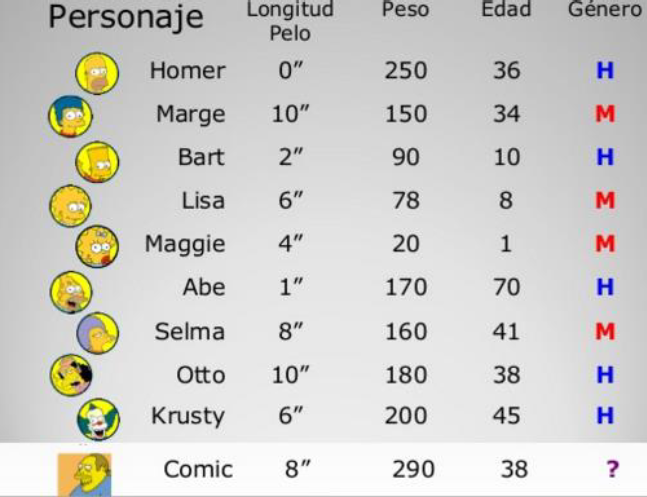 Personaje Longitud Pelo Peso Edad Género
Homer 0” 250 36 H
Marge 10” 150 34 M
Bart 2” 90 10 H
Lisa 6” 78 8 M
Maggie 4” 20 1 M
Abe 1” 170 70 H
Selma 8” 160 41 M
Otto 10” 180 38 H
Krusty 6” 200 45 H
Comic 8” 290 38 ?